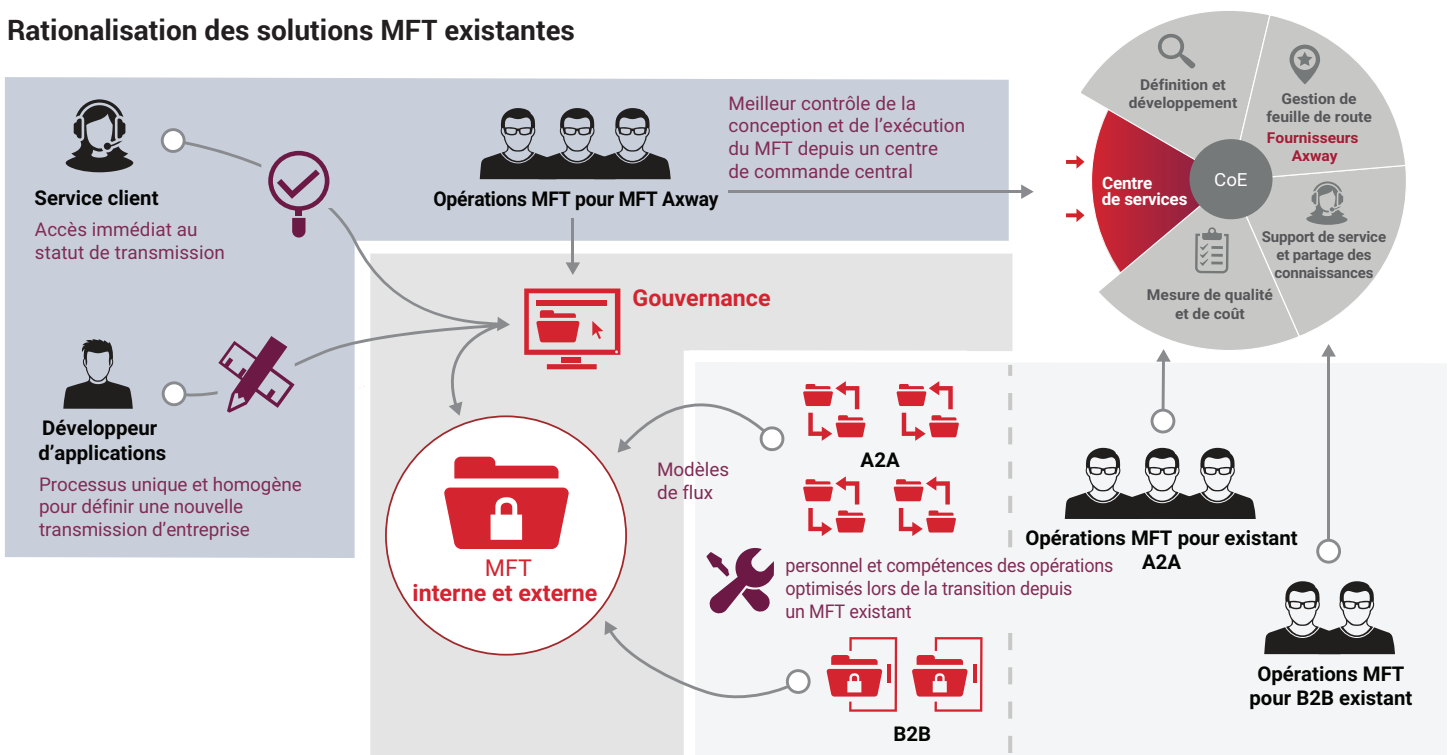 Rationalisation des solutions MFT existantes
Service client
Accès immédiat au
statut de transmission
Développeur
d'applications
Processus unique et homogène
pour définir une nouvelle
transmission d'entreprise
Opérations MFT pour MFT Axway
Meilleur contrôle de la
conception et de l'exécution
du MFT depuis un centre
de commande central
Gouvernance
MFT
interne et externe
Modèles
de flux
A2A
personnel et compétences des opérations
optimisés lors de la transition depuis
un MFT existant
B2B
Définition et
développement
Gestion de
feuille de route
Fournisseurs
Axway
Centre
de services
CoE
Support de service
et partage des
connaissances
Mesure de qualité
et de coût
Opérations MFT pour existant
A2A
Opérations MFT
pour B2B existant